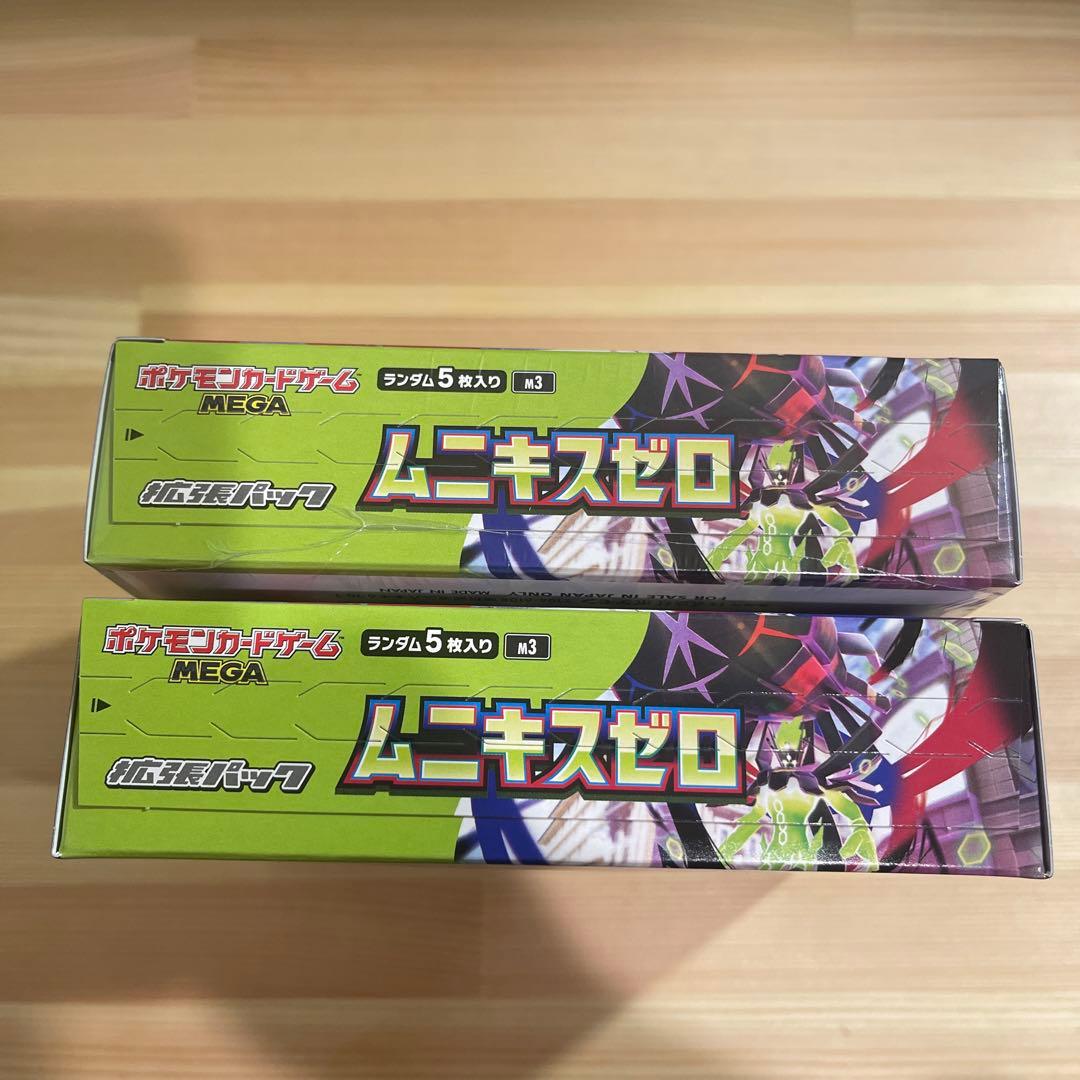 ポケモンカードゲーム
MEGA
ランダム5枚入り
M3
拡張パック
ムニキスゼロ
FOR SALE IN JAPAN ONLY
MADE IN JAPAN
ポケモンカードゲーム
MEGA
ランダム5枚入り
M3
拡張パック
ムニキスゼロ